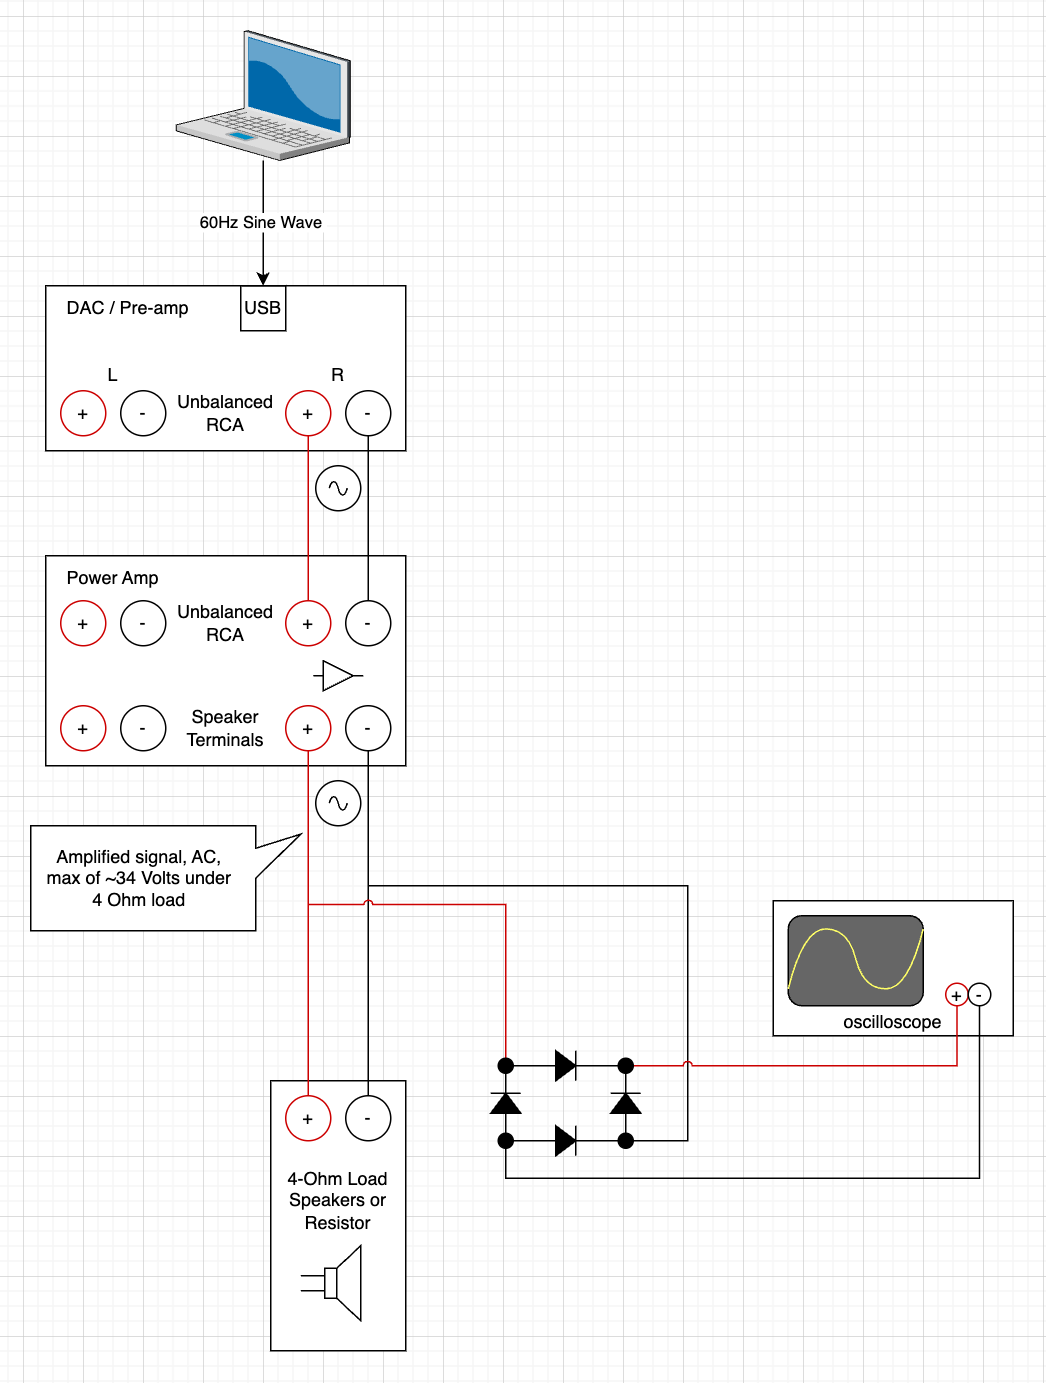 60Hz Sine Wave
DAC / Pre-amp
USB
L
R
+
-
Unbalanced
RCA
+
-
Power Amp
+
-
Unbalanced
RCA
+
-
+
-
Speaker
Terminals
+
-
Amplified signal, AC,
max of ~34 Volts under
4 Ohm load
+
-
oscilloscope
+
-
4-Ohm Load
Speakers or
Resistor